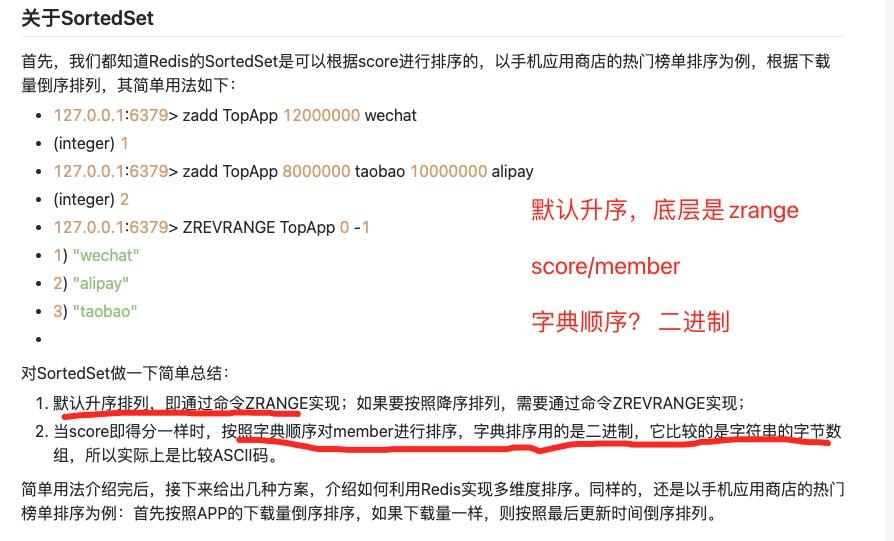 关于SortedSet
首先，我们都知道Redis的SortedSet是可以根据score进行排序的，以手机应用商店的热门榜单排序为例，根据下载
量倒序排列，其简单用法如下：
• 127.0.0.1:6379> zadd TopApp 12000000 wechat
• (integer) 1
• 127.0.0.1:6379> zadd TopApp 8000000 taobao 10000000 alipay
• (integer) 2
• 127.0.0.1:6379> ZREVRANGE TopApp 0 -1
• 1) "wechat"
• 2) "alipay"
• 3) "taobao"
•
默认升序，底层是zrange
score/member
字典顺序？ 二进制
对SortedSet做一下简单总结：
1. 默认升序排列，即通过命令ZRANGE实现；如果要按照降序排列，需要通过命令ZREVRANGE实现；
2. 当score即得分一样时，按照字典顺序对member进行排序，字典排序用的是二进制，它比较的是字符串的字节数
组，所以实际上是比较ASCII码。
简单用法介绍完后，接下来给出几种方案，介绍如何利用Redis实现多维度排序。同样的，还是以手机应用商店的热门
榜单排序为例：首先按照APP的下载量倒序排序，如果下载量一样，则按照最后更新时间倒序排列。